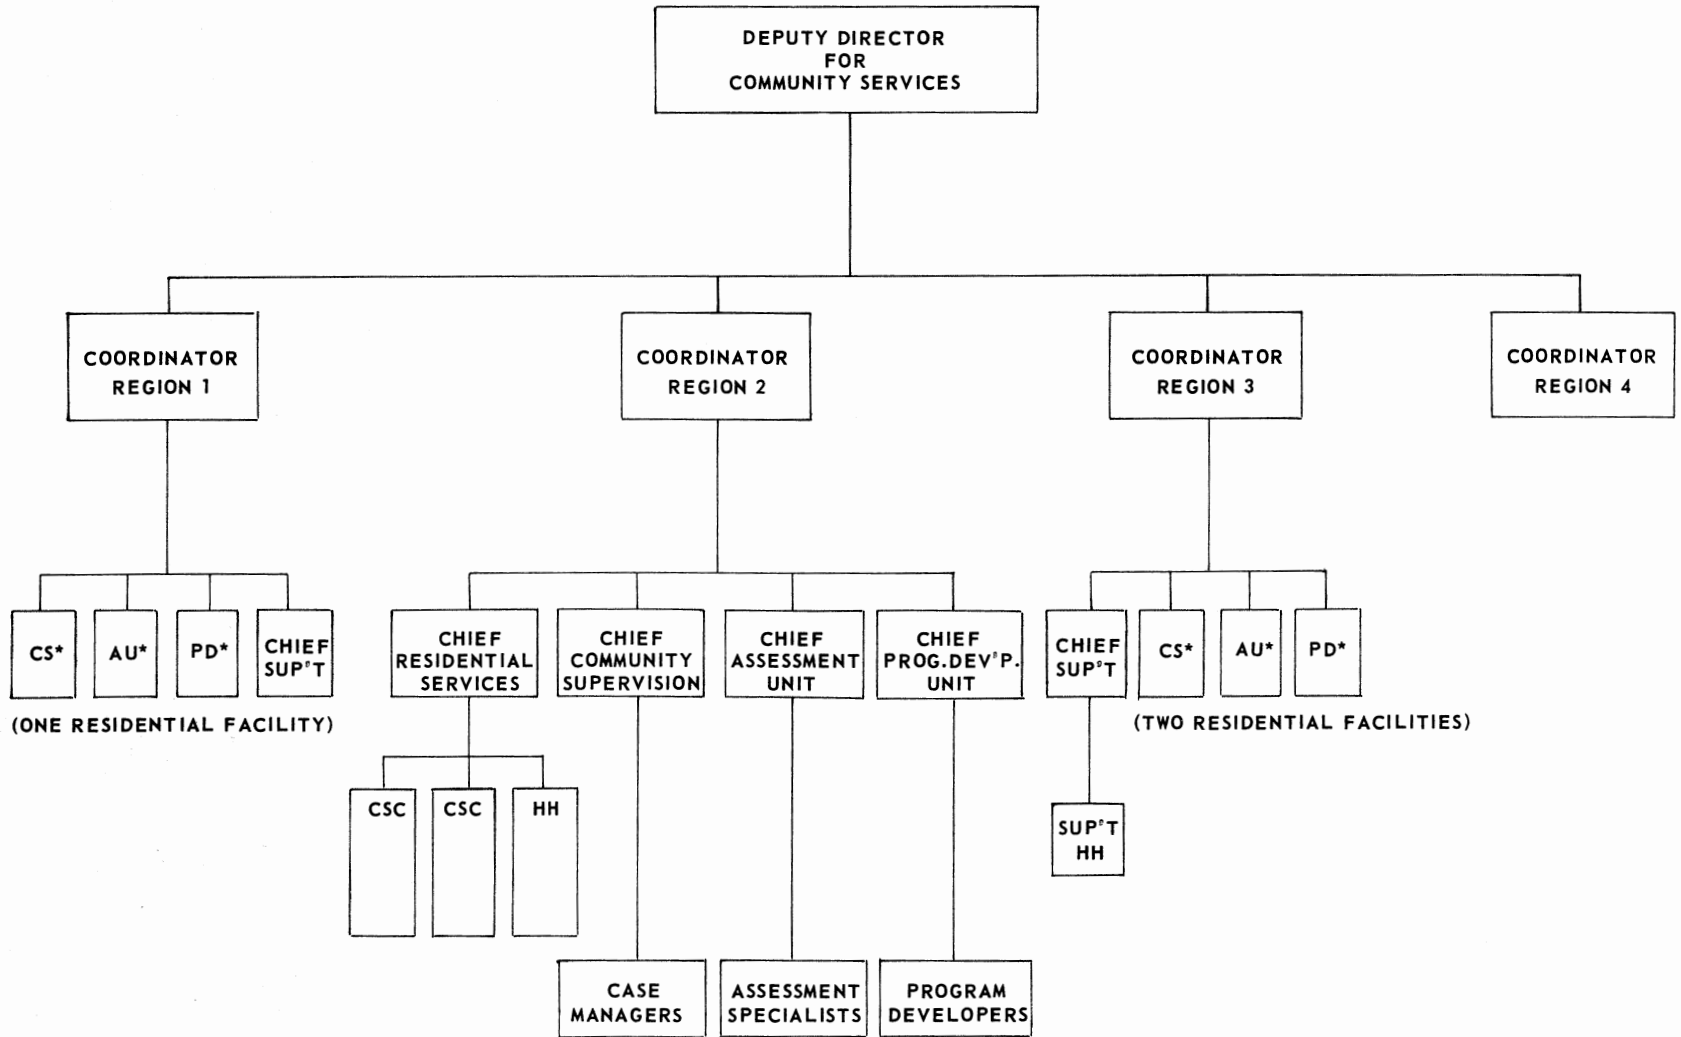 DEPUTY DIRECTOR
FOR
COMMUNITY SERVICES
COORDINATOR
REGION 1
COORDINATOR
REGION 2
COORDINATOR
REGION 3
COORDINATOR
REGION 4
CS*
AU*
PD*
CHIEF
SUP'T
(ONE RESIDENTIAL FACILITY)
CHIEF
RESIDENTIAL
SERVICES
CHIEF
COMMUNITY
SUPERVISION
CHIEF
ASSESSMENT
UNIT
CHIEF
PROG.DEV'P.
UNIT
CHIEF
SUP'T
CS*
AU*
PD*
(TWO RESIDENTIAL FACILITIES)
CSC
CSC
HH
SUP'T
HH
CASE
MANAGERS
ASSESSMENT
SPECIALISTS
PROGRAM
DEVELOPERS